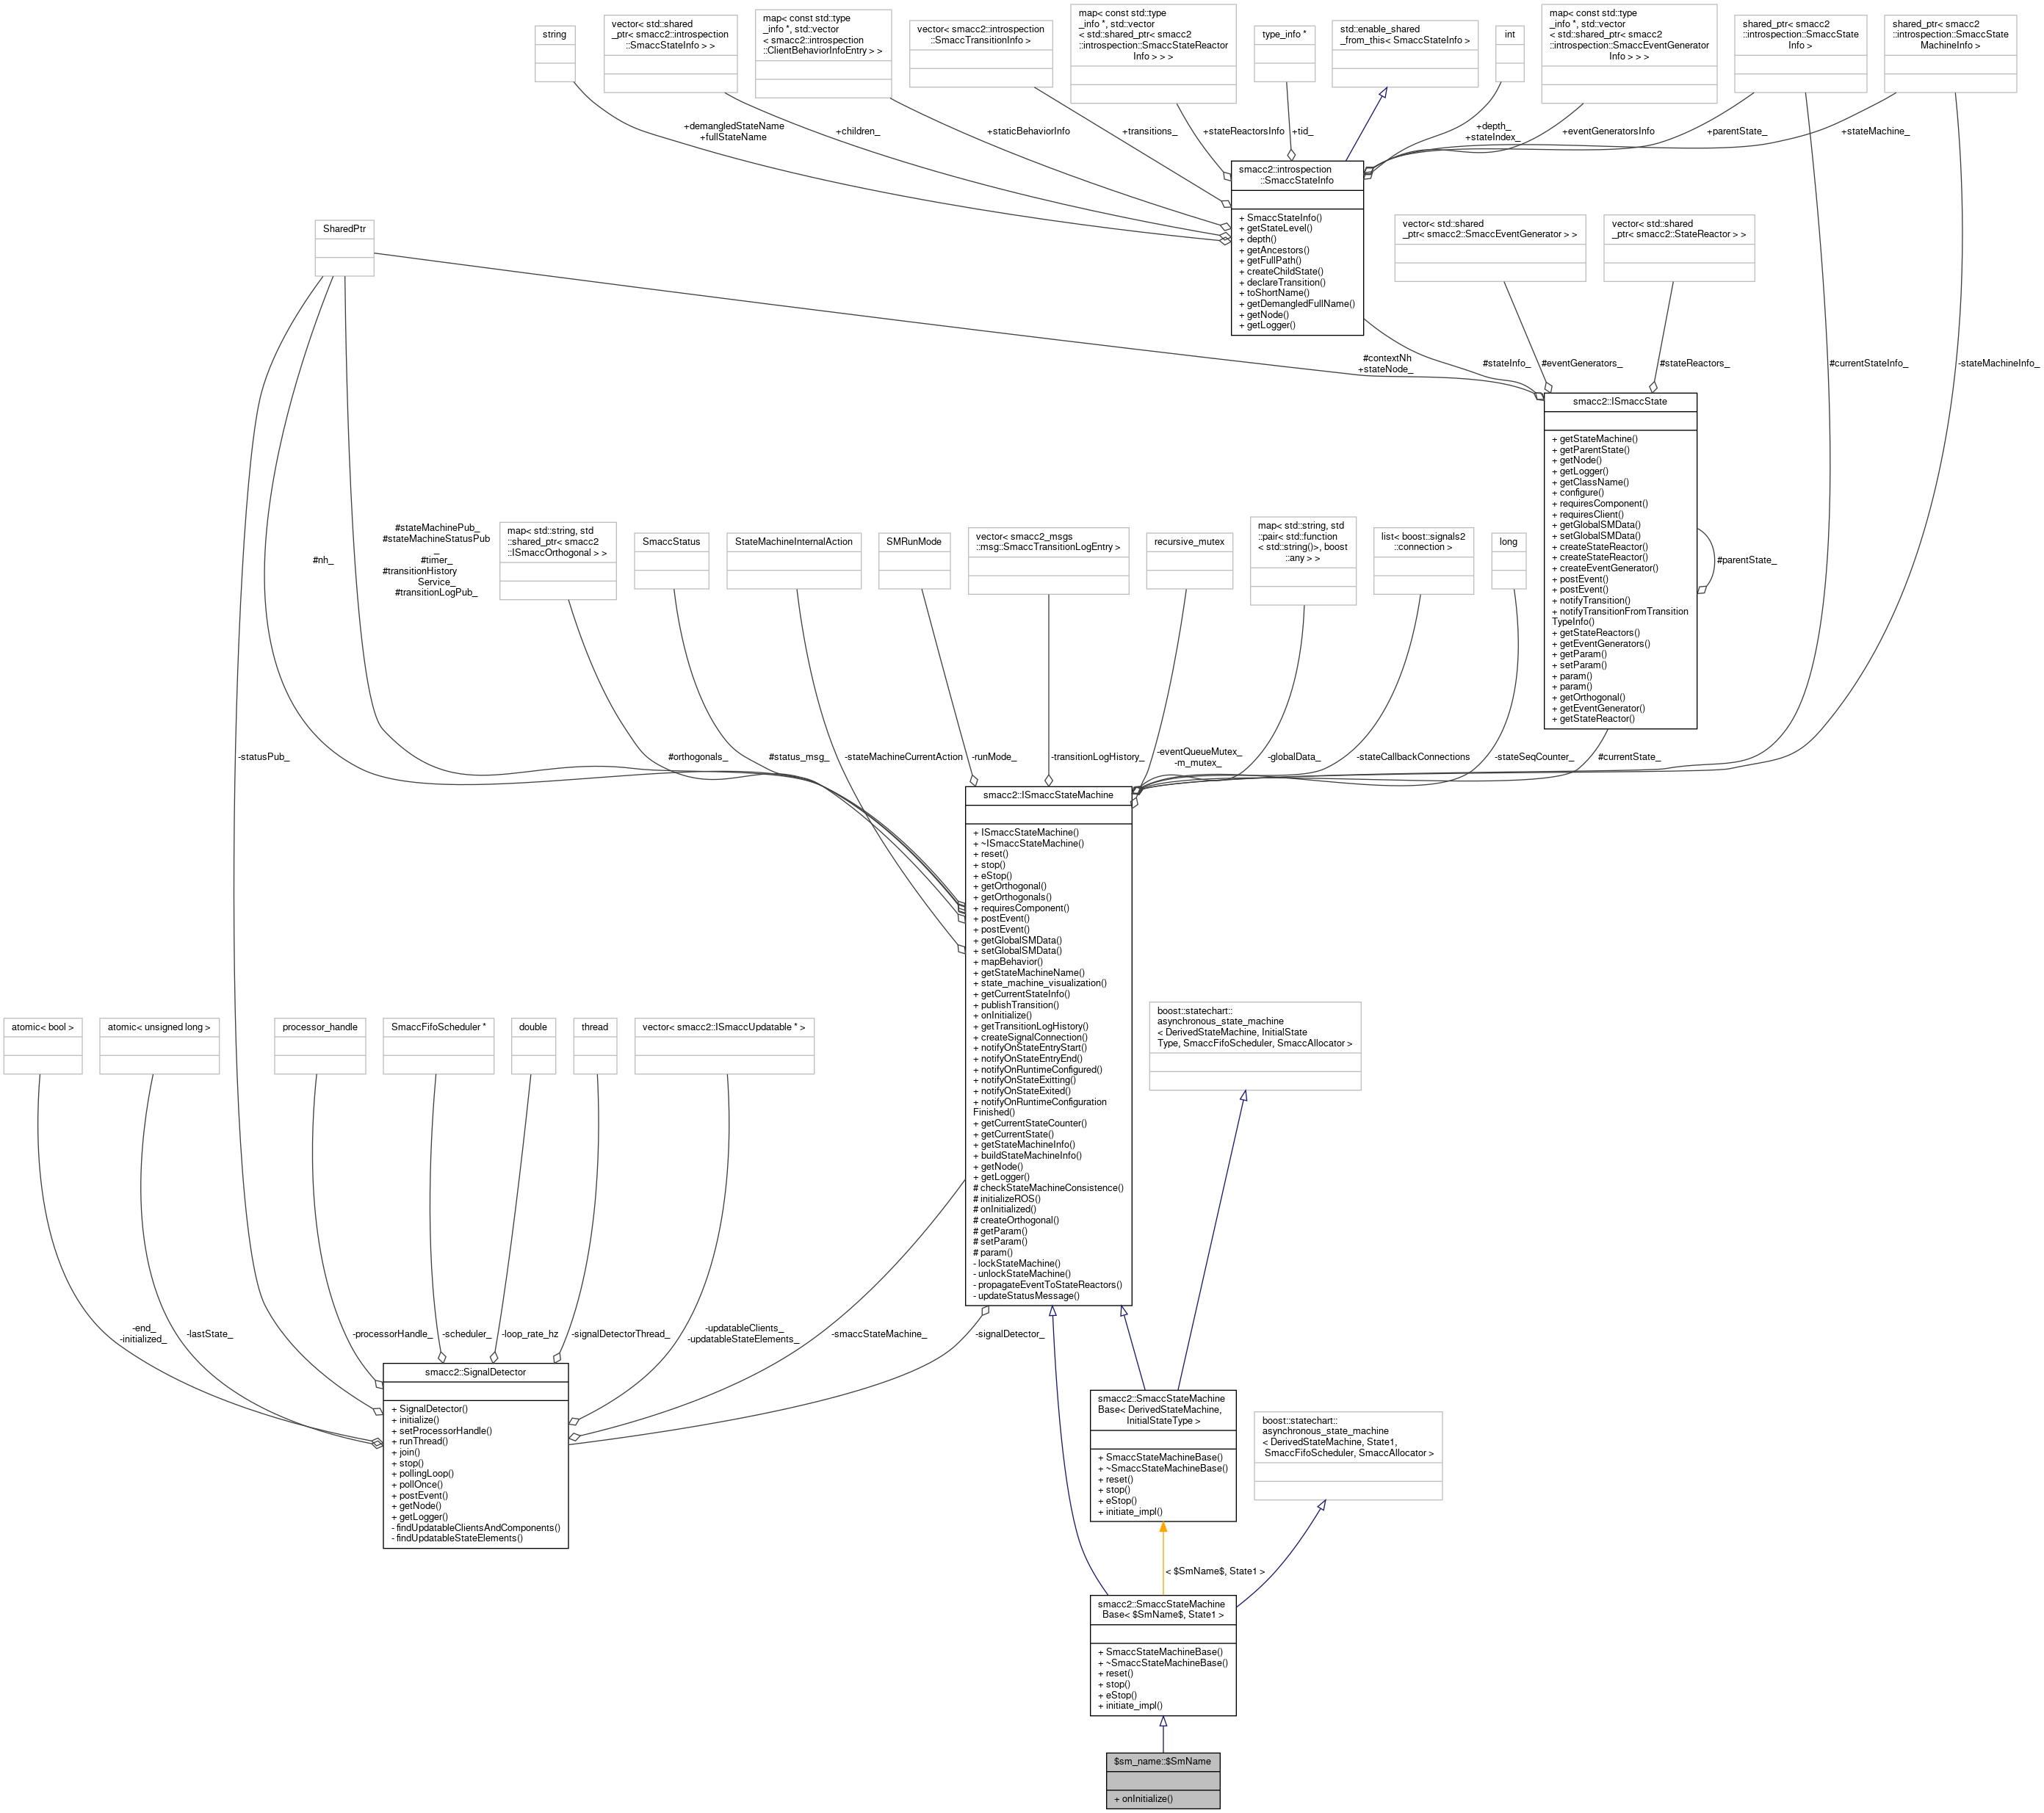 string
vector< std::shared
_ptr< smacc2::introspection
::SmaccStateInfo > >
map< const std::type
_info *, std::vector
< smacc2::introspection
::ClientBehaviorInfoEntry > >
vector< smacc2::introspection
::SmaccTransitionInfo >
map< const std::type
_info *, std::vector
< std::shared_ptr< smacc2
::introspection::SmaccStateReactor
Info > > >
type_info *
std::enable_shared
_from_this< SmaccStateInfo >
int
map< const std::type
_info *, std::vector
< std::shared_ptr< smacc2
::introspection::SmaccEventGenerator
Info > > >
shared_ptr< smacc2
::introspection::SmaccState
Info >
shared_ptr< smacc2
::introspection::SmaccState
MachineInfo >
+demangledStateName
+fullStateName
+children_
+staticBehaviorInfo
+transitions_
+stateReactorsInfo
+tid_
+depth_
+stateIndex_
+eventGeneratorsInfo
+parentState_
+stateMachine_
smacc2::introspection
::SmaccStateInfo
+ SmaccStateInfo()
+ getStateLevel()
+ depth()
+ getAncestors()
+ getFullPath()
+ createChildState()
+ declareTransition()
+ toShortName()
+ getDemangledFullName()
+ getNode()
+ getLogger()
SharedPtr
vector< std::shared
_ptr< smacc2::SmaccEventGenerator > >
vector< std::shared
_ptr< smacc2::StateReactor > >
#contextNh
+stateNode_
#stateInfo_
#eventGenerators_
#stateReactors_
#currentStateInfo_
-stateMachineInfo_
smacc2::ISmaccState
+ getStateMachine()
+ getParentState()
+ getNode()
+ getLogger()
+ getClassName()
+ configure()
+ requiresComponent()
+ requiresClient()
+ getGlobalSMData()
+ setGlobalSMData()
+ createStateReactor()
+ createStateReactor()
+ createEventGenerator()
+ postEvent()
+ postEvent()
+ notifyTransition()
+ notifyTransitionFromTransition
TypeInfo()
+ getStateReactors()
+ getEventGenerators()
+ getParam()
+ setParam()
+ param()
+ param()
+ getOrthogonal()
+ getEventGenerator()
+ getStateReactor()
#parentState_
#nh_
#stateMachinePub_
#stateMachineStatusPub
_
#timer_
#transitionHistory
Service_
#transitionLogPub_
map< std::string, std
::shared_ptr< smacc2
::ISmaccOrthogonal > >
SmaccStatus
StateMachineInternalAction
SMRunMode
vector< smacc2_msgs
::msg::SmaccTransitionLogEntry >
recursive_mutex
map< std::string, std
::pair< std::function
< std::string()>, boost
::any > >
list< boost::signals2
::connection >
long
-statusPub_
#orthogonals_
#status_msg_
-stateMachineCurrentAction
-runMode_
-transitionLogHistory_
-eventQueueMutex_
-m_mutex_
-globalData_
-stateCallbackConnections
-stateSeqCounter_
#currentState_
smacc2::ISmaccStateMachine
+ ISmaccStateMachine()
+ ~ISmaccStateMachine()
+ reset()
+ stop()
+ eStop()
+ getOrthogonal()
+ getOrthogonals()
+ requiresComponent()
+ postEvent()
+ postEvent()
+ getGlobalSMData()
+ setGlobalSMData()
+ mapBehavior()
+ getStateMachineName()
+ state_machine_visualization()
+ getCurrentStateInfo()
+ publishTransition()
+ onInitialize()
+ getTransitionLogHistory()
+ createSignalConnection()
+ notifyOnStateEntryStart()
+ notifyOnStateEntryEnd()
+ notifyOnRuntimeConfigured()
+ notifyOnStateExitting()
+ notifyOnStateExited()
+ notifyOnRuntimeConfiguration
Finished()
+ getCurrentStateCounter()
+ getCurrentState()
+ getStateMachineInfo()
+ buildStateMachineInfo()
+ getNode()
+ getLogger()
# checkStateMachineConsistence()
# initializeROS()
# onInitialized()
# createOrthogonal()
# getParam()
# setParam()
# param()
- lockStateMachine()
- unlockStateMachine()
- propagateEventToStateReactors()
- updateStatusMessage()
atomic< bool >
atomic< unsigned long >
processor_handle
SmaccFifoScheduler *
double
thread
vector< smacc2::ISmaccUpdatable * >
boost::statechart::
asynchronous_state_machine
< DerivedStateMachine, InitialState
Type, SmaccFifoScheduler, SmaccAllocator >
-end_
-initialized_
-lastState_
-processorHandle_
-scheduler_
-loop_rate_hz
-signalDetectorThread_
-updatableClients_
-updatableStateElements_
-smaccStateMachine_
-signalDetector_
smacc2::SignalDetector
+ SignalDetector()
+ initialize()
+ setProcessorHandle()
+ runThread()
+ join()
+ stop()
+ pollingLoop()
+ pollOnce()
+ postEvent()
+ getNode()
+ getLogger()
- findUpdatableClientsAndComponents()
- findUpdatableStateElements()
smacc2::SmaccStateMachine
Base< DerivedStateMachine,
InitialStateType >
+ SmaccStateMachineBase()
+ ~SmaccStateMachineBase()
+ reset()
+ stop()
+ eStop()
+ initiate_impl()
boost::statechart::
asynchronous_state_machine
< DerivedStateMachine, State1,
SmaccFifoScheduler, SmaccAllocator >
< $SmName$, State1 >
smacc2::SmaccStateMachine
Base< $SmName$, State1 >
+ SmaccStateMachineBase()
+ ~SmaccStateMachineBase()
+ reset()
+ stop()
+ eStop()
+ initiate_impl()
$sm_name::$SmName
+ onInitialize()